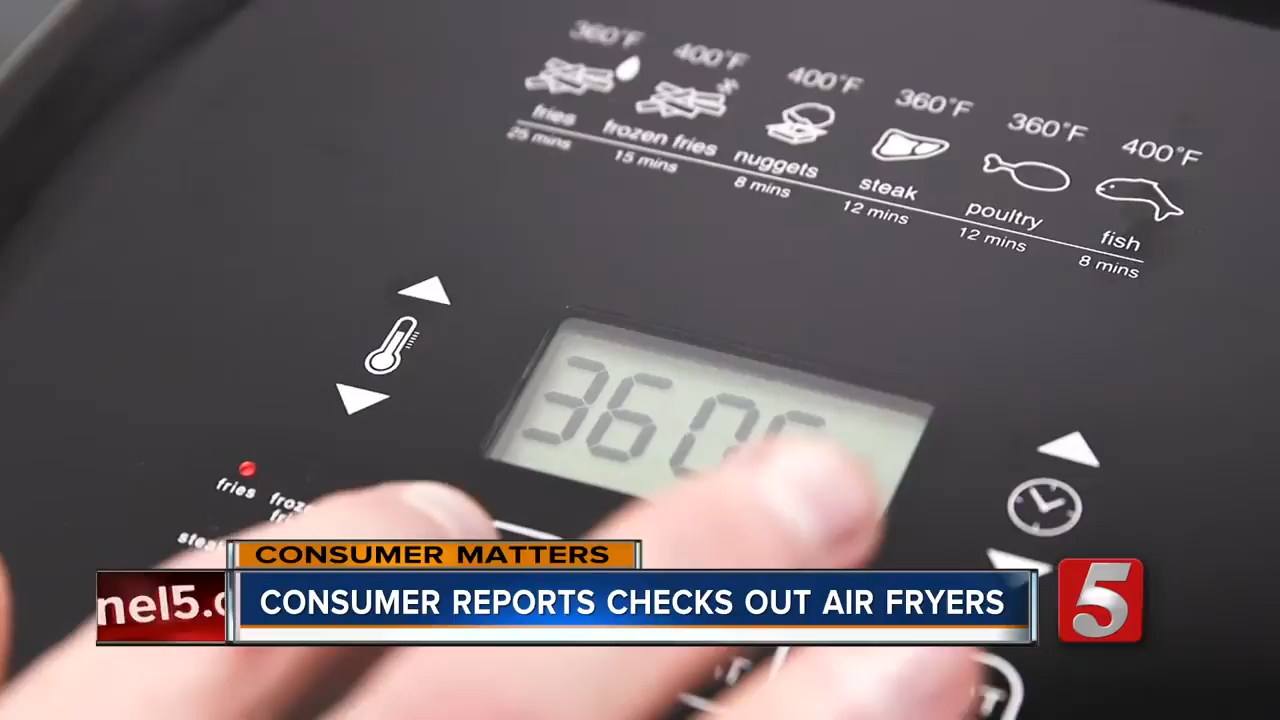 360°F 400°F 400°F 360°F 360°F 400°F
fries frozen fries nuggets steak poultry fish
25 mins 15 mins 8 mins 12 mins 12 mins 8 mins
360
fries
CONSUMER MATTERS
nel5.c
CONSUMER REPORTS CHECKS OUT AIR FRYERS
5